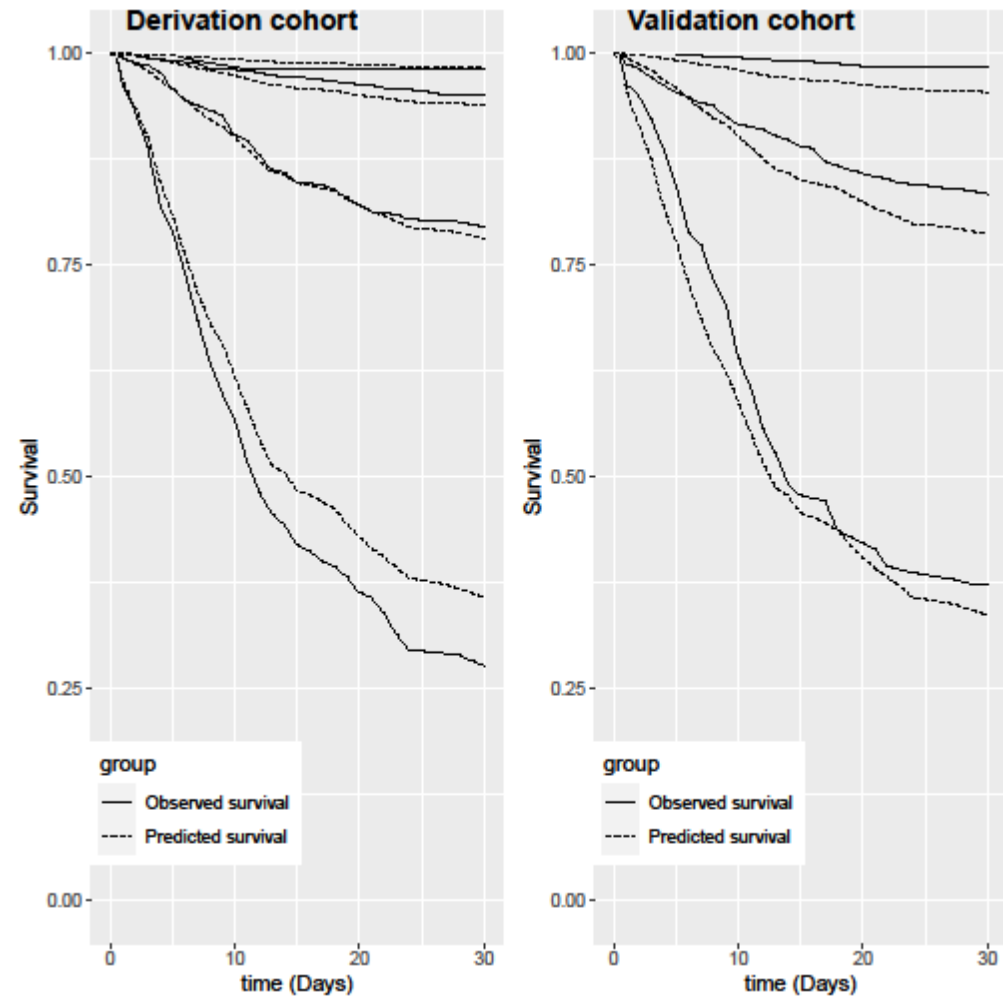 Derivation cohort
1.00
0.75
0.50
0.25
0.00
Survival
group
Observed survival
Predicted survival
0 10 20 30
time (Days)
Validation cohort
1.00
0.75
0.50
0.25
0.00
Survival
group
Observed survival
Predicted survival
0 10 20 30
time (Days)